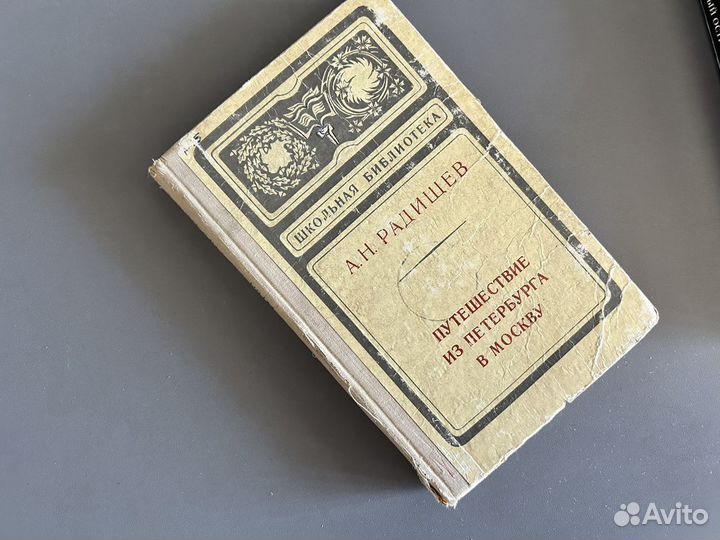 ШКОЛЬНАЯ БИБЛИОТЕКА
А.Н. РАДИЩЕВ
ПУТЕШЕСТВИЕ
ИЗ ПЕТЕРБУРГА
В МОСКВУ
Avito